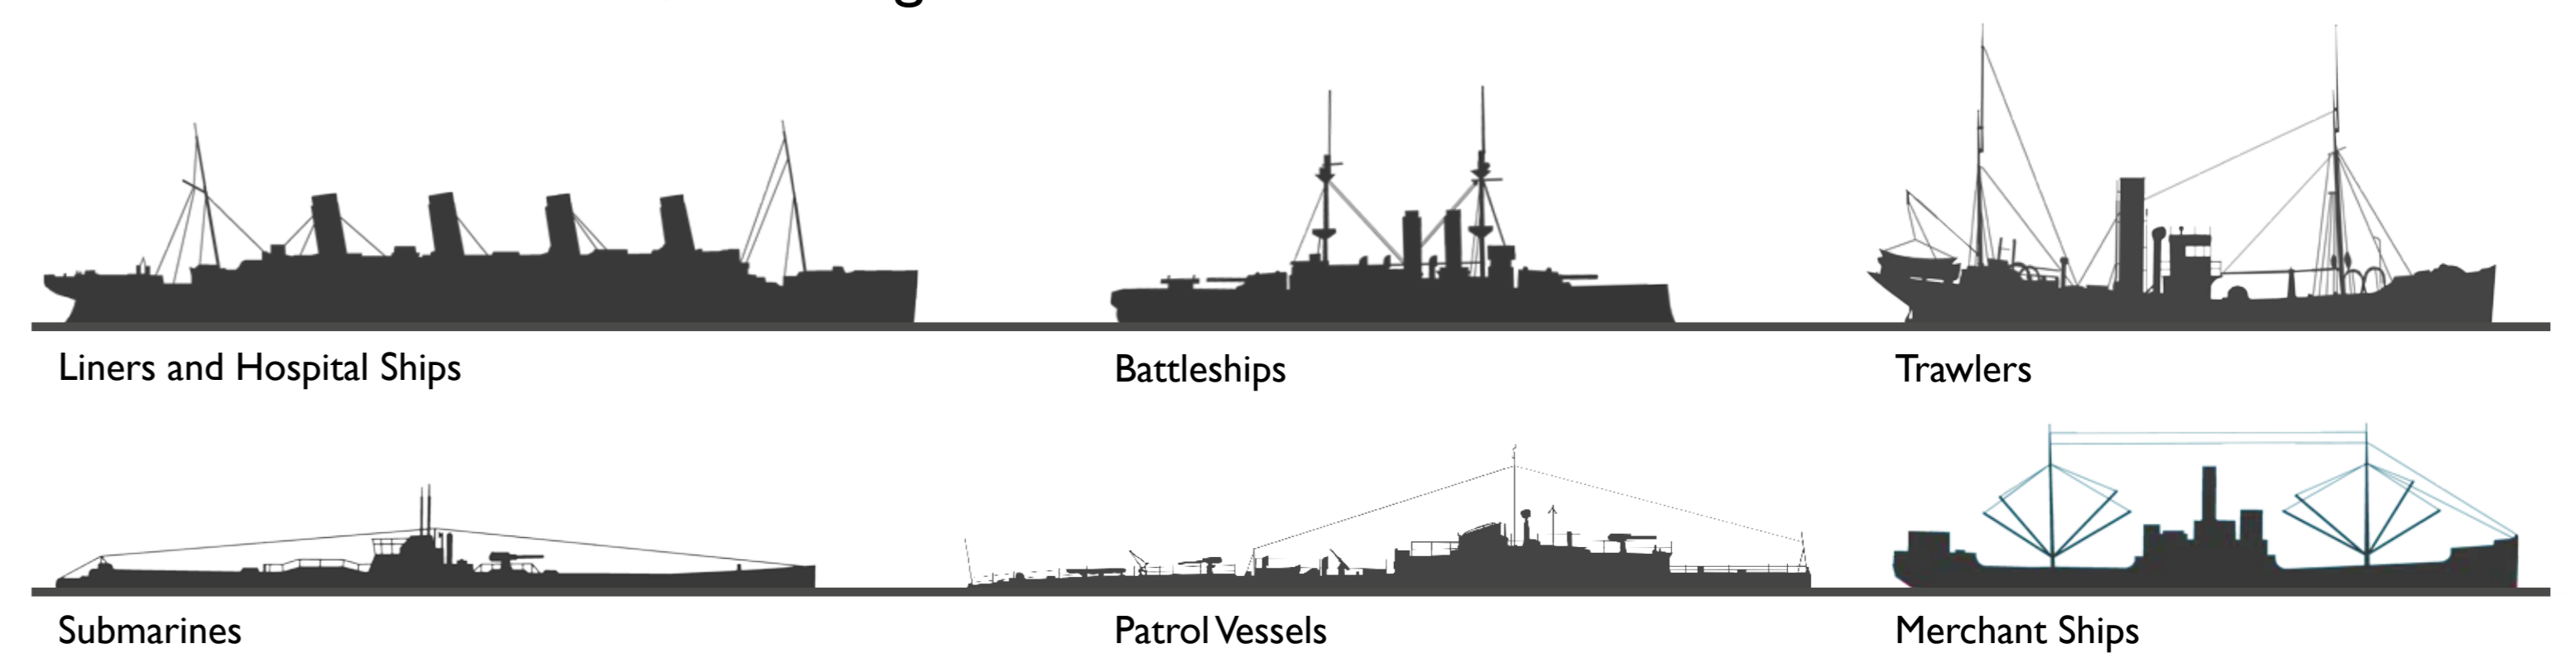 Liners and Hospital Ships
Battleships
Trawlers
Submarines
Patrol Vessels
Merchant Ships